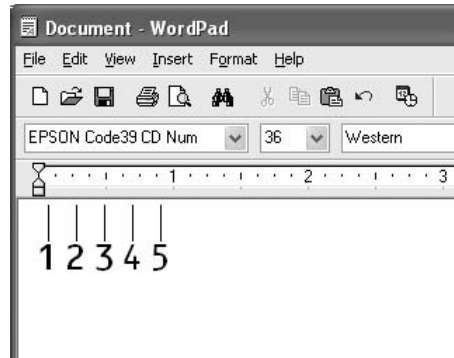 Document - WordPad
File Edit View Insert Format Help
EPSON Code39 CD Num 36 Western
1 2 3
1 2 3 4 5